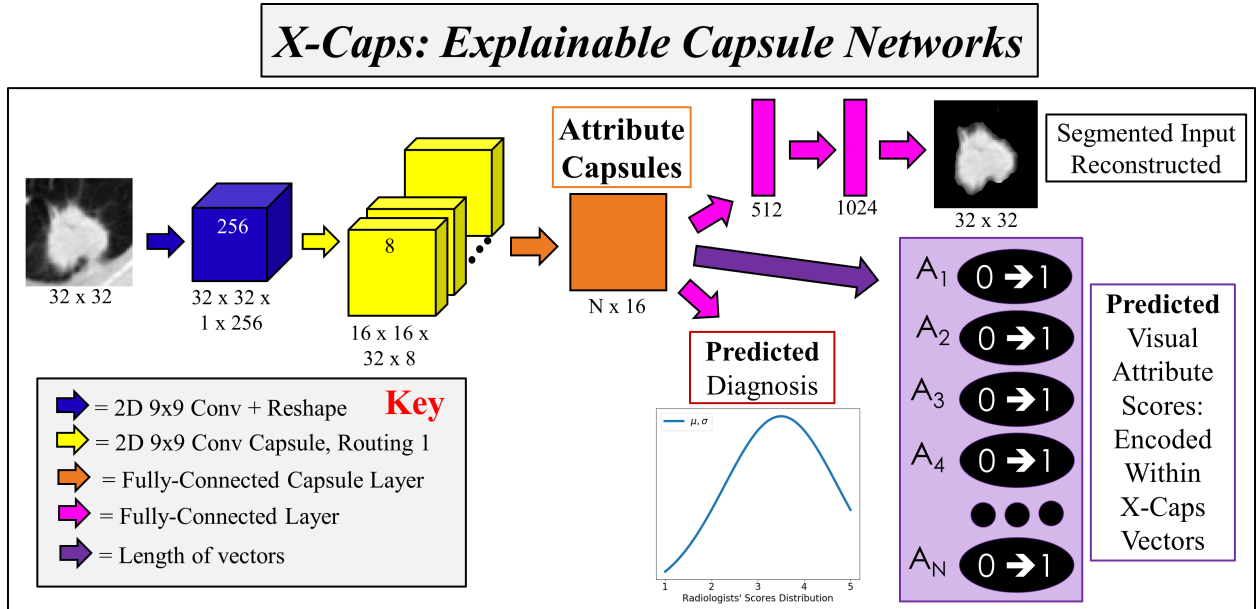 X-Caps: Explainable Capsule Networks
32 x 32
256
32 x 32 x
1 x 256
8
16 x 16 x
32 x 8
Attribute
Capsules
N x 16
512
1024
32 x 32
Segmented Input
Reconstructed
Key
= 2D 9x9 Conv + Reshape
= 2D 9x9 Conv Capsule, Routing 1
= Fully-Connected Capsule Layer
= Fully-Connected Layer
= Length of vectors
Predicted
Diagnosis
μ, σ
1 2 3 4 5
Radiologists' Scores Distribution
A1 0 → 1
A2 0 → 1
A3 0 → 1
A4 0 → 1
AN 0 → 1
Predicted
Visual
Attribute
Scores:
Encoded
Within
X-Caps
Vectors